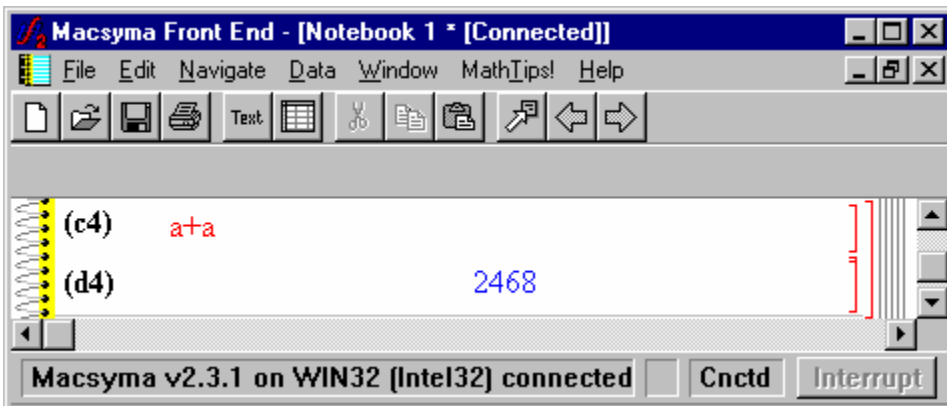 Macsyma Front End - [Notebook 1 * [Connected]]
File Edit Navigate Data Window MathTips! Help
Text
(c4) a+a
(d4) 2468
Macsyma v2.3.1 on WIN32 (Intel32) connected Cnctd Interrupt